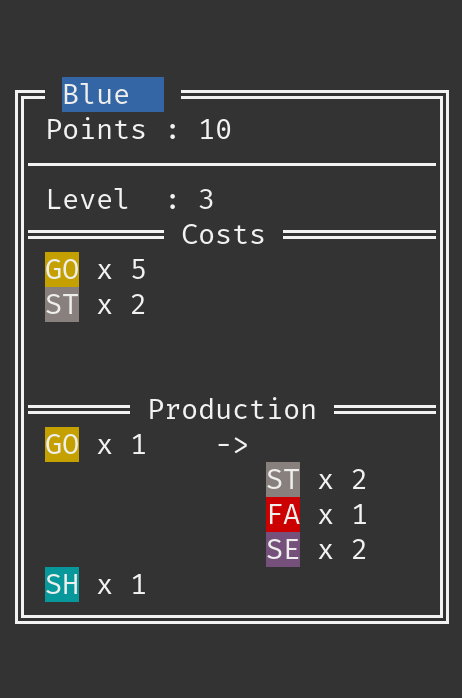 Blue
Points : 10
Level  : 3
Costs
GO x 5
ST x 2
Production
GO x 1    ->
ST x 2
FA x 1
SE x 2
SH x 1